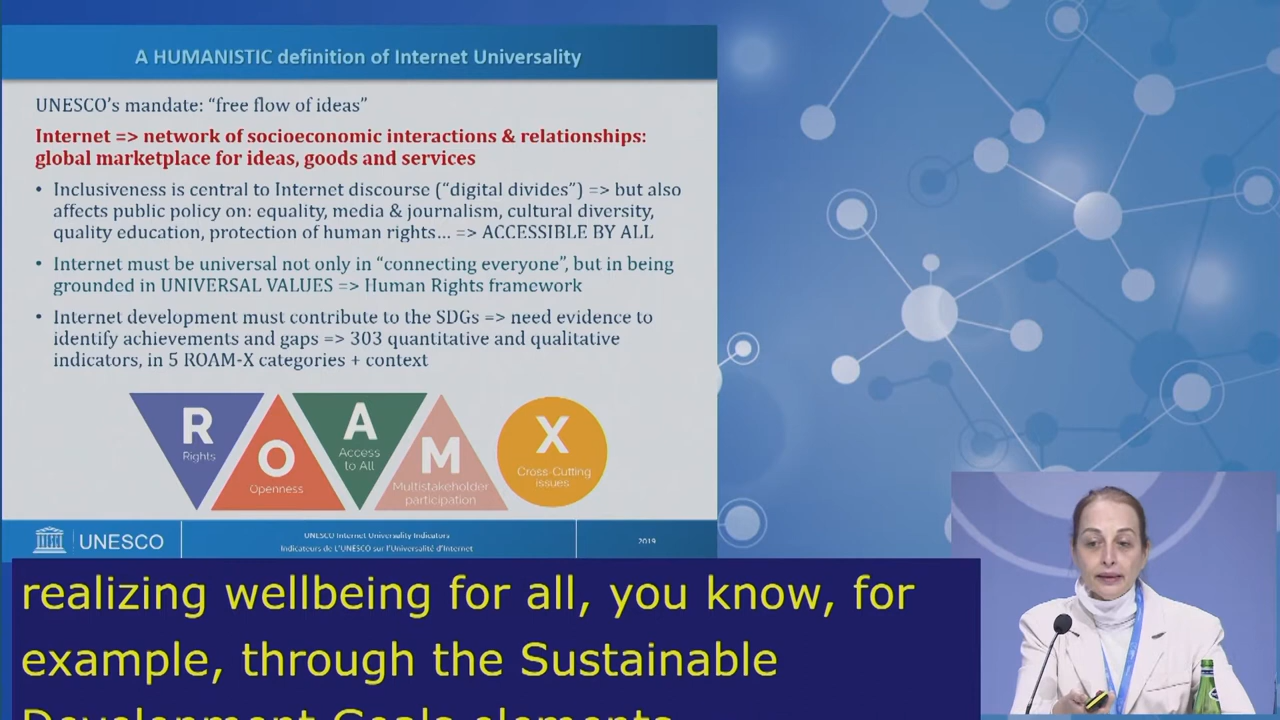 A HUMANISTIC definition of Internet Universality
UNESCO's mandate: “free flow of ideas”
Internet => network of socioeconomic interactions & relationships:
global marketplace for ideas, goods and services
• Inclusiveness is central to Internet discourse (“digital divides”) => but also
affects public policy on: equality, media & journalism, cultural diversity,
quality education, protection of human rights... => ACCESSIBLE BY ALL
• Internet must be universal not only in “connecting everyone”, but in being
grounded in UNIVERSAL VALUES => Human Rights framework
• Internet development must contribute to the SDGs => need evidence to
identify achievements and gaps => 303 quantitative and qualitative
indicators, in 5 ROAM-X categories + context
R
Rights
O
Openness
A
Access
to All
M
Multistakeholder
participation
X
Cross-Cutting
issues
UNESCO
UNESCO Internet Universality Indicators
Indicateurs de L'UNESCO sur l'Universalité d'Internet
2019
realizing wellbeing for all, you know, for
example, through the Sustainable
Development Goals elements